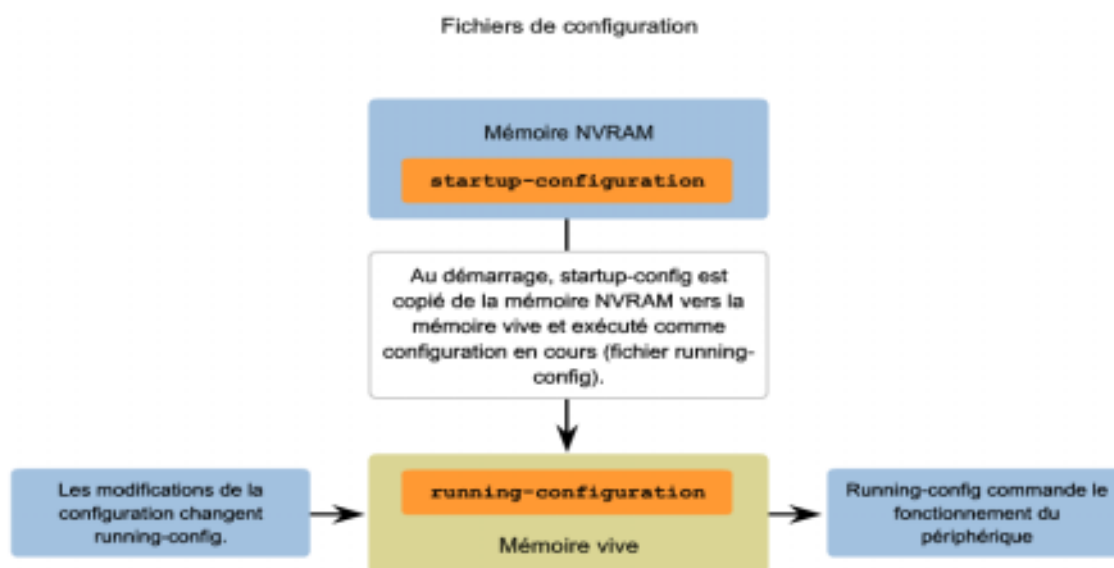 Fichiers de configuration
Mémoire NVRAM
startup-configuration
Au démarrage, startup-config est
copié de la mémoire NVRAM vers la
mémoire vive et exécuté comme
configuration en cours (fichier running-
config).
Les modifications de la
configuration changent
running-config.
running-configuration
Mémoire vive
Running-config commande le
fonctionnement du
périphérique